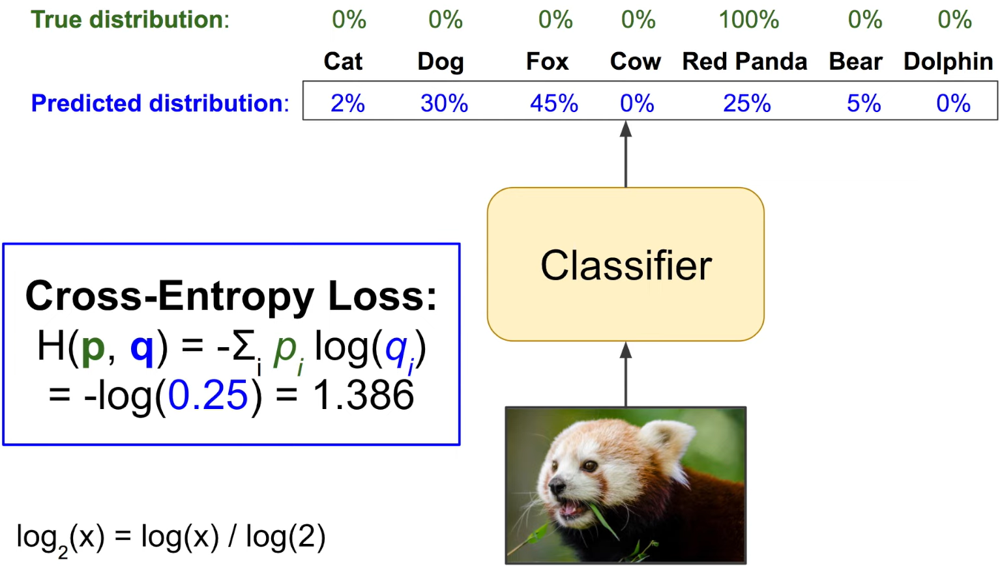 True distribution: 0% 0% 0% 0% 100% 0% 0%
Cat Dog Fox Cow Red Panda Bear Dolphin
Predicted distribution: 2% 30% 45% 0% 25% 5% 0%
Classifier
Cross-Entropy Loss:
H(p, q) = -Σᵢ pᵢ log(qᵢ)
= -log(0.25) = 1.386
log₂(x) = log(x) / log(2)